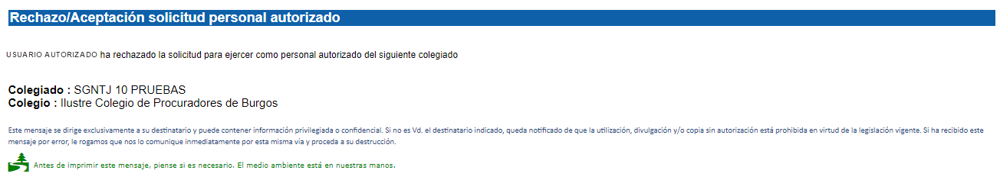 Rechazo/Aceptación solicitud personal autorizado
USUARIO AUTORIZADO ha rechazado la solicitud para ejercer como personal autorizado del siguiente colegiado
Colegiado : SGNTJ 10 PRUEBAS
Colegio : Ilustre Colegio de Procuradores de Burgos
Este mensaje se dirige exclusivamente a su destinatario y puede contener información privilegiada o confidencial. Si no es Vd. el destinatario indicado, queda notificado de que la utilización, divulgación y/o copia sin autorización está prohibida en virtud de la legislación vigente. Si ha recibido este
mensaje por error, le rogamos que nos lo comunique inmediatamente por esta misma vía y proceda a su destrucción.
Antes de imprimir este mensaje, piense si es necesario. El medio ambiente está en nuestras manos.